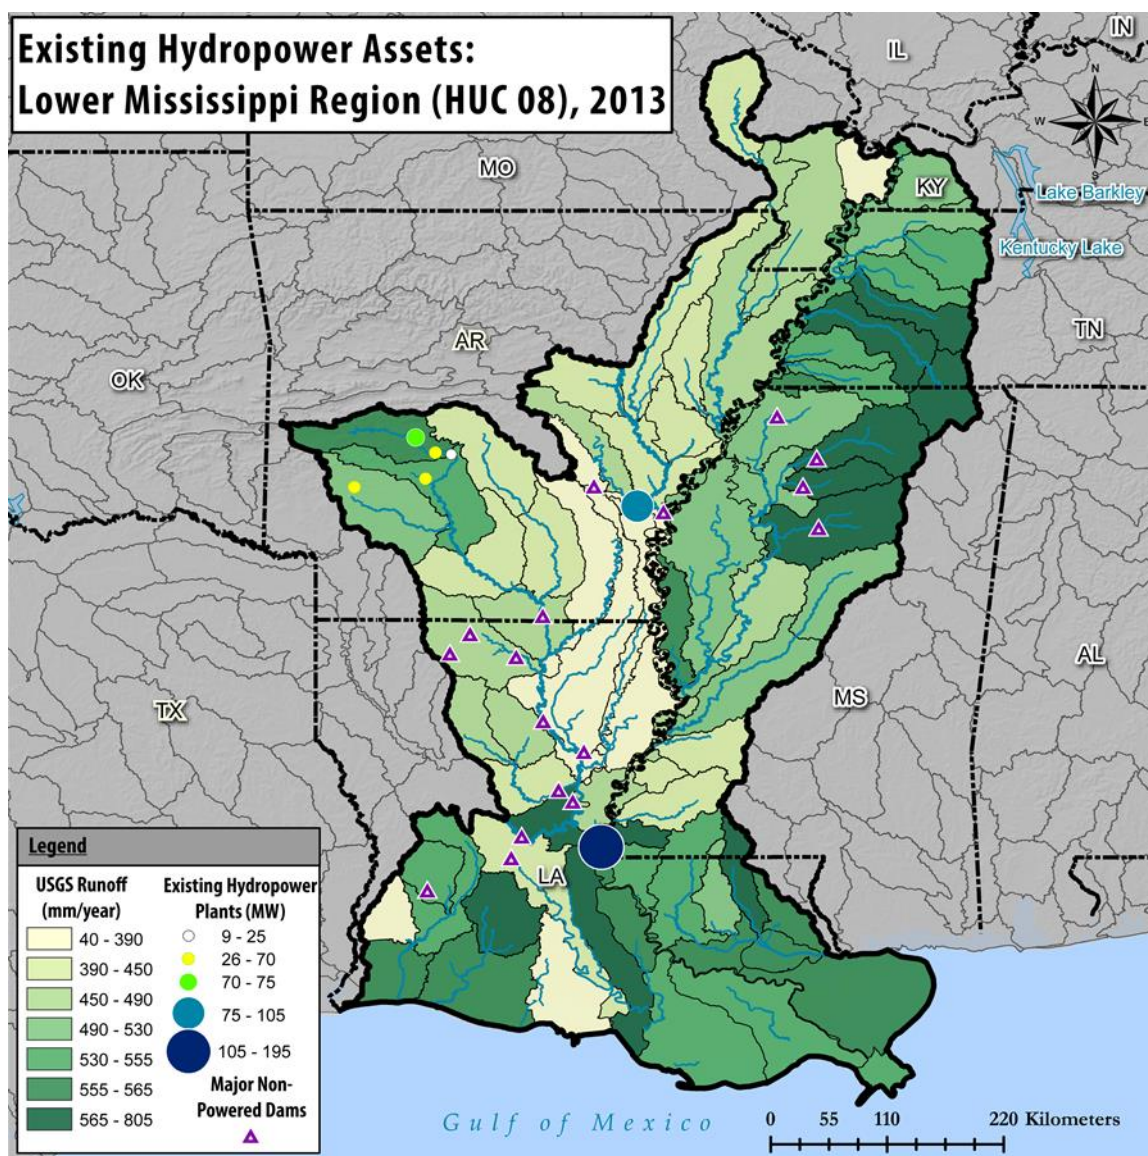 Existing Hydropower Assets:
Lower Mississippi Region (HUC 08), 2013
IN
IL
N
W
E
S
MO
KY
Lake Barkley
Kentucky Lake
AR
TN
OK
TX
MS
AL
LA
Legend
USGS Runoff
(mm/year)
40 - 390
390 - 450
450 - 490
490 - 530
530 - 555
555 - 565
565 - 805
Existing Hydropower
Plants (MW)
9 - 25
26 - 70
70 - 75
75 - 105
105 - 195
Major Non-
Powered Dams
Gulf of Mexico
0 55 110 220 Kilometers